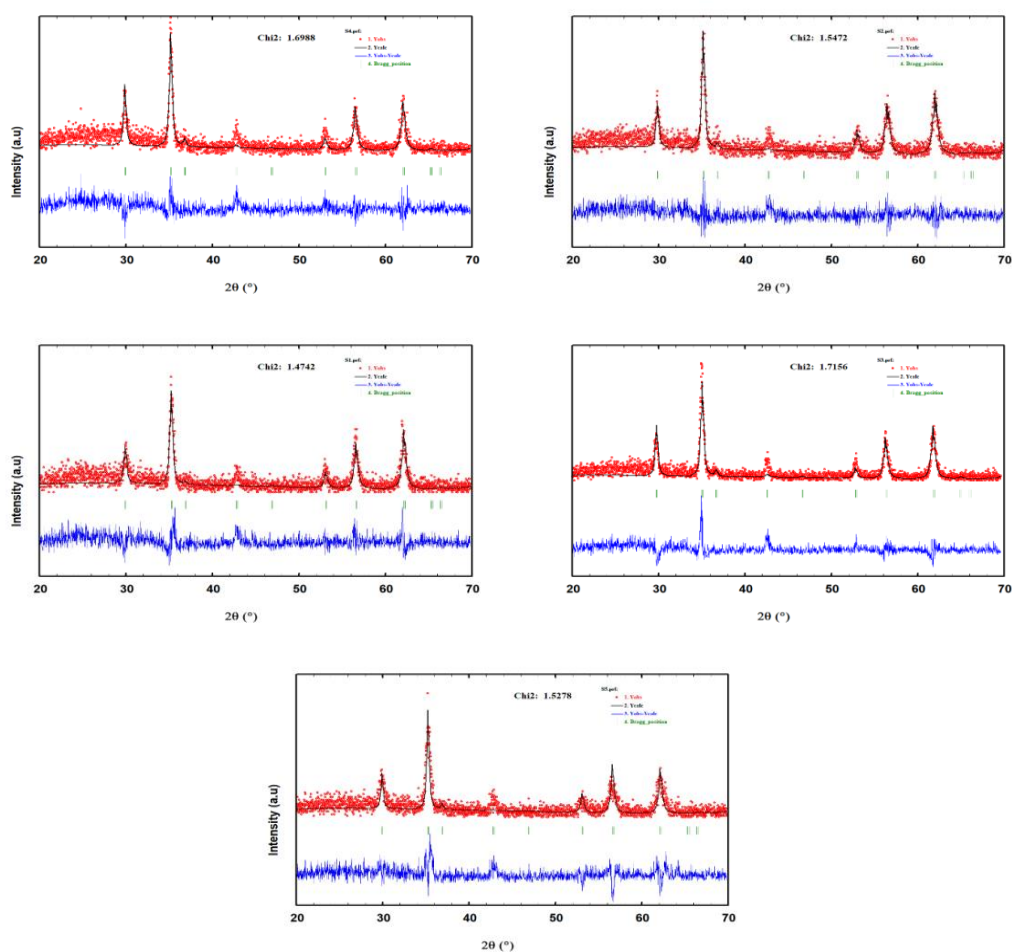 Chi2: 1.6988
S4.prf:
1. Yobs
2. Ycalc
3. Yobs-Ycalc
4. Bragg_position
Intensity (a.u)
20 30 40 50 60 70
2θ (°)
Chi2: 1.5472
S2.prf:
1. Yobs
2. Ycalc
3. Yobs-Ycalc
4. Bragg_position
Intensity (a.u)
20 30 40 50 60 70
2θ (°)
Chi2: 1.4742
S1.prf:
1. Yobs
2. Ycalc
3. Yobs-Ycalc
4. Bragg_position
Intensity (a.u)
20 30 40 50 60 70
2θ (°)
Chi2: 1.7156
S3.prf:
1. Yobs
2. Ycalc
3. Yobs-Ycalc
4. Bragg_position
Intensity (a.u)
20 30 40 50 60 70
2θ (°)
Chi2: 1.5278
S5.prf:
1. Yobs
2. Ycalc
3. Yobs-Ycalc
4. Bragg_position
Intensity (a.u)
20 30 40 50 60 70
2θ (°)